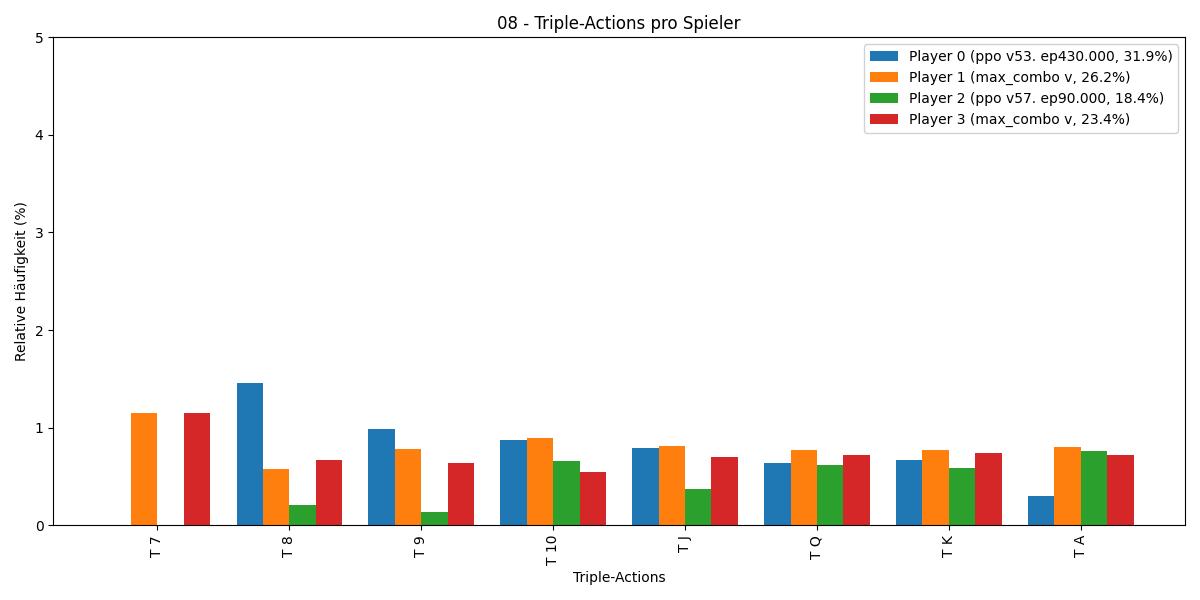 08 - Triple-Actions pro Spieler
Player 0 (ppo v53. ep430.000, 31.9%)
Player 1 (max_combo v, 26.2%)
Player 2 (ppo v57. ep90.000, 18.4%)
Player 3 (max_combo v, 23.4%)
Relative Häufigkeit (%)
5
4
3
2
1
0
T 7
T 8
T 9
T 10
T J
T Q
T K
T A
Triple-Actions